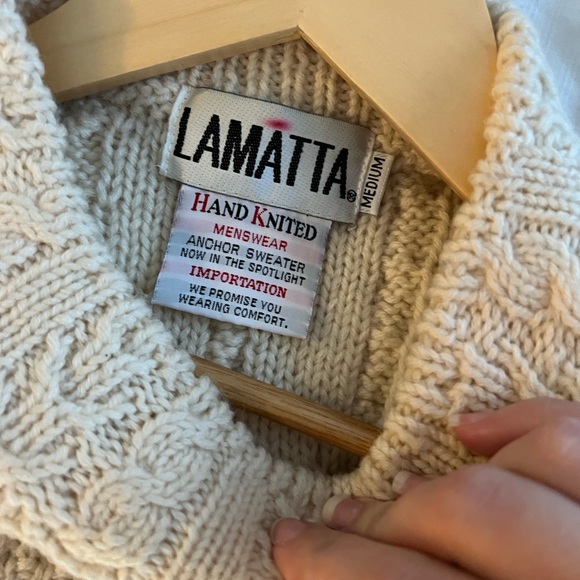 LAMATTA®
MEDIUM
HAND KNITED
MENSWEAR
ANCHOR SWEATER
NOW IN THE SPOTLIGHT
IMPORTATION
WE PROMISE YOU
WEARING COMFORT.